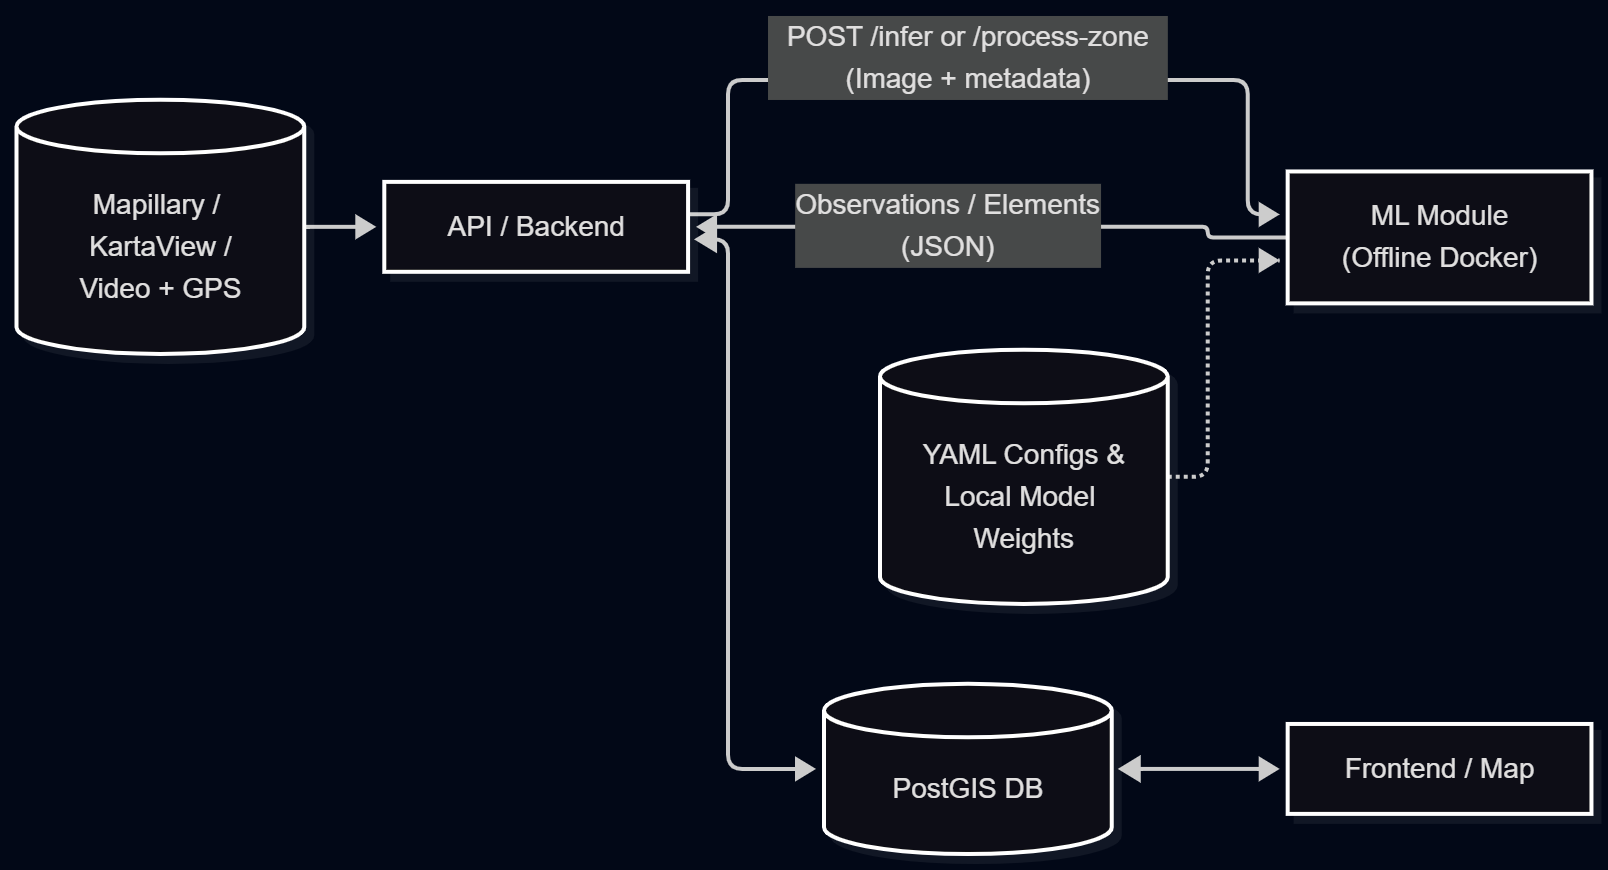 POST /infer or /process-zone
(Image + metadata)
Mapillary /
KartaView /
Video + GPS
API / Backend
Observations / Elements
(JSON)
ML Module
(Offline Docker)
YAML Configs &
Local Model
Weights
PostGIS DB
Frontend / Map